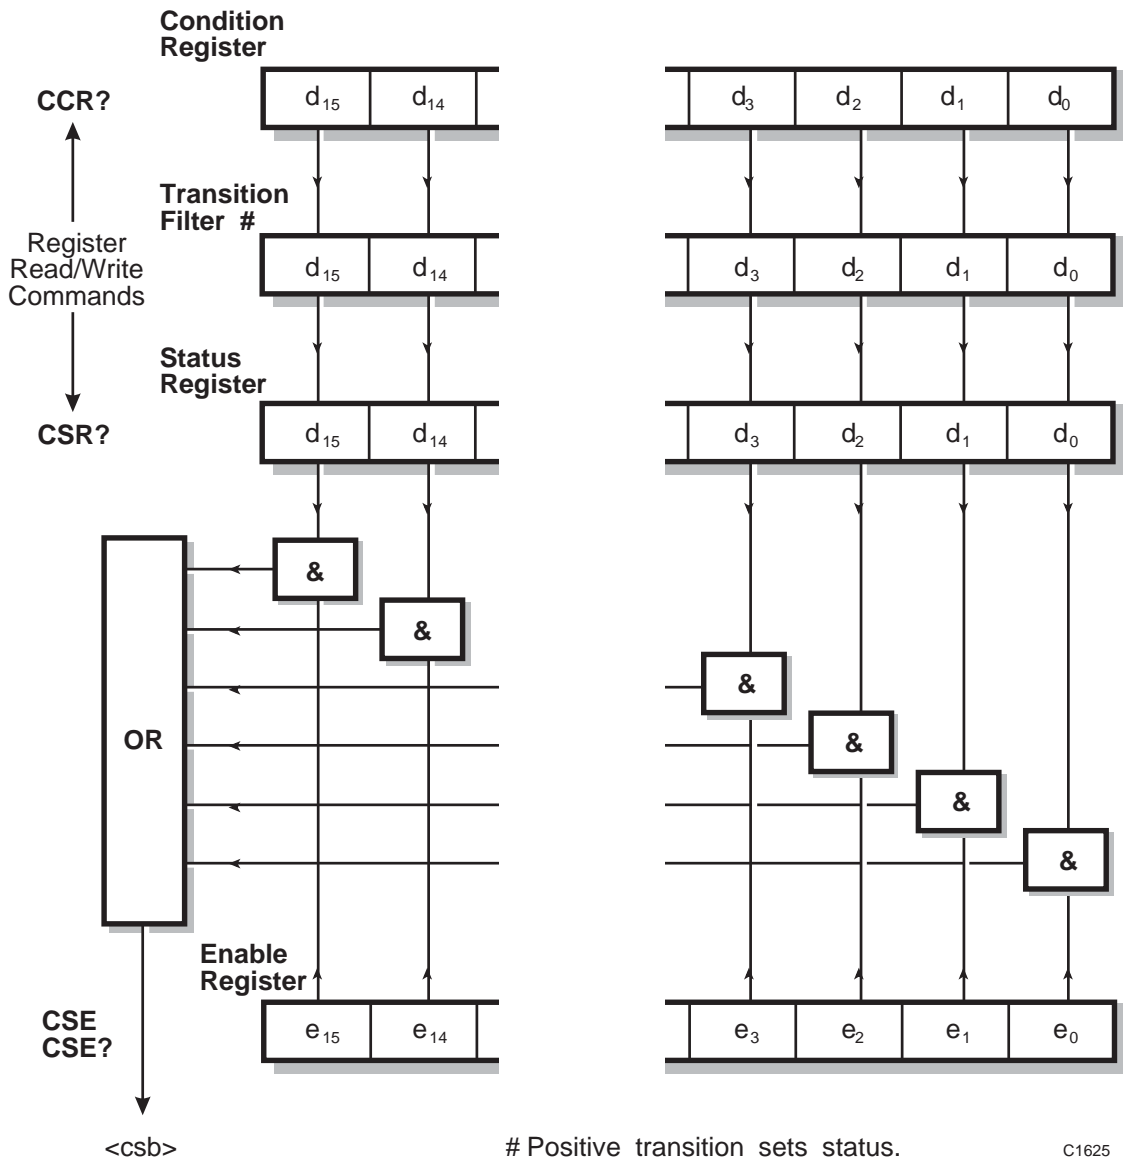 Condition
Register
CCR?
d15 d14 d3 d2 d1 d0
Transition
Filter #
Register
Read/Write
Commands
d15 d14 d3 d2 d1 d0
Status
Register
CSR?
d15 d14 d3 d2 d1 d0
&
&
&
OR
&
&
&
Enable
Register
CSE
CSE?
e15 e14 e3 e2 e1 e0
<csb>
# Positive transition sets status.
C1625